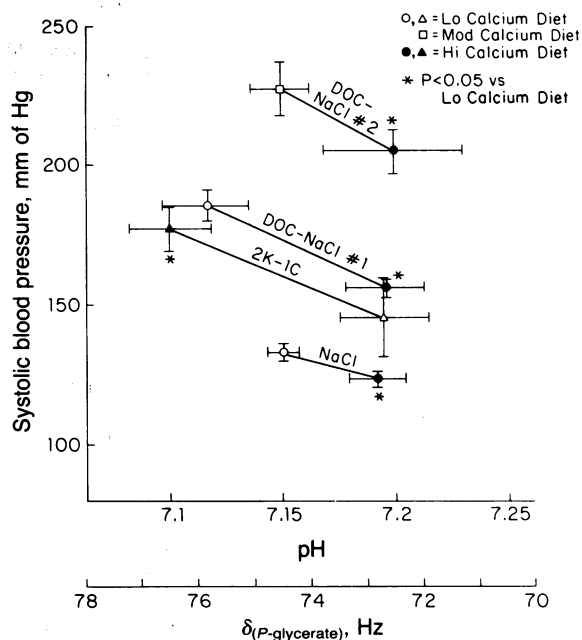 ○,△ = Lo Calcium Diet
□ = Mod Calcium Diet
●,▲ = Hi Calcium Diet
* P<0.05 vs
Lo Calcium Diet
250
200
150
100
Systolic blood pressure, mm of Hg
DOC-
NaCl #2
*
DOC-NaCl #1
*
2K-1C
*
NaCl
*
7.1 7.15 7.2 7.25
pH
78 76 74 72 70
δ(P-glycerate), Hz